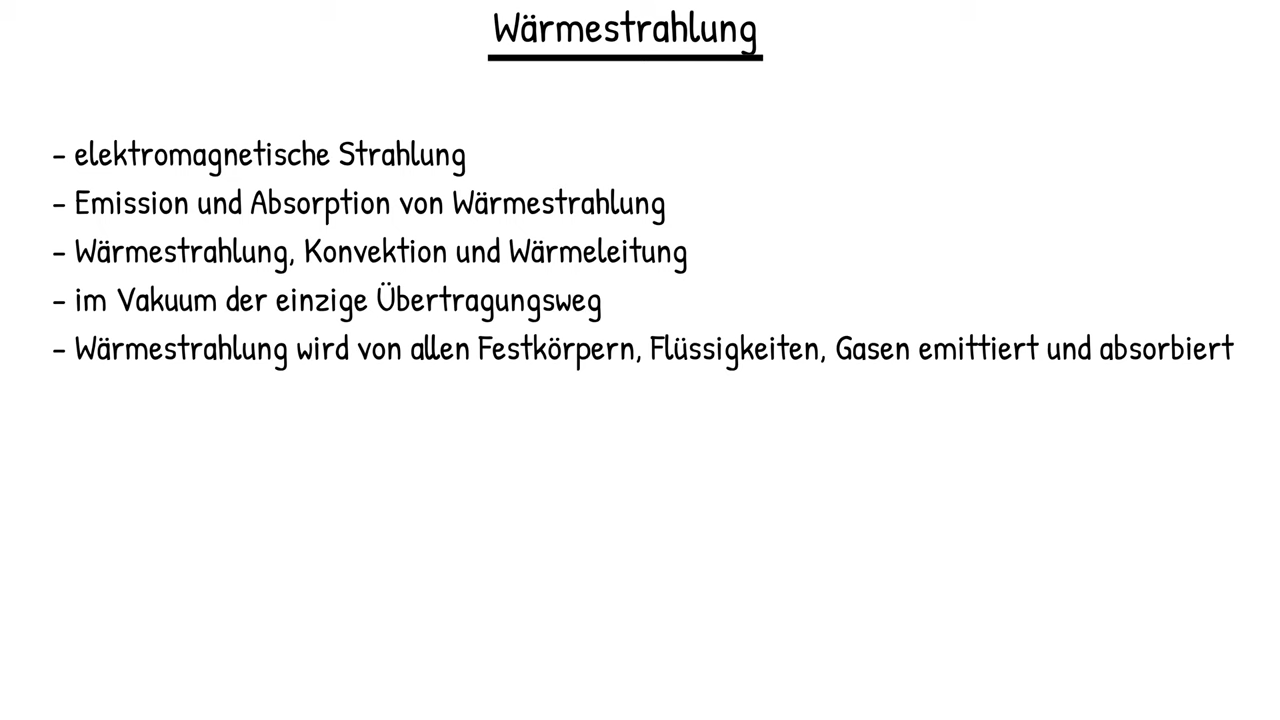 Wärmestrahlung
- elektromagnetische Strahlung
- Emission und Absorption von Wärmestrahlung
- Wärmestrahlung, Konvektion und Wärmeleitung
- im Vakuum der einzige Übertragungsweg
- Wärmestrahlung wird von allen Festkörpern, Flüssigkeiten, Gasen emittiert und absorbiert